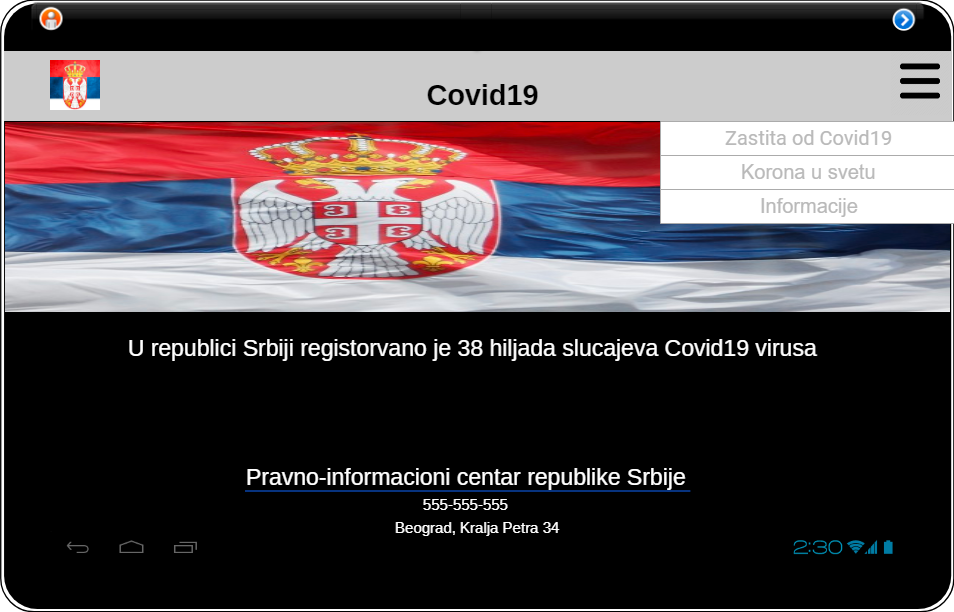 Covid19
Zastita od Covid19
Korona u svetu
Informacije
U republici Srbiji registorvano je 38 hiljada slucajeva Covid19 virusa
Pravno-informacioni centar republike Srbije
555-555-555
Beograd, Kralja Petra 34
2:30